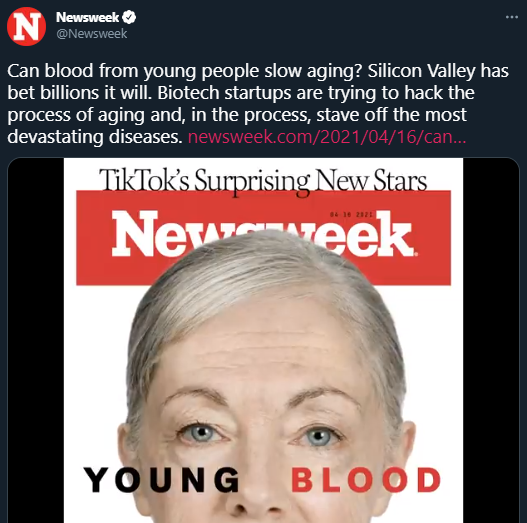 Newsweek
@Newsweek
Can blood from young people slow aging? Silicon Valley has
bet billions it will. Biotech startups are trying to hack the
process of aging and, in the process, stave off the most
devastating diseases. newsweek.com/2021/04/16/can...
TikTok's Surprising New Stars
04·16 2021
Newsweek
YOUNG BLOOD